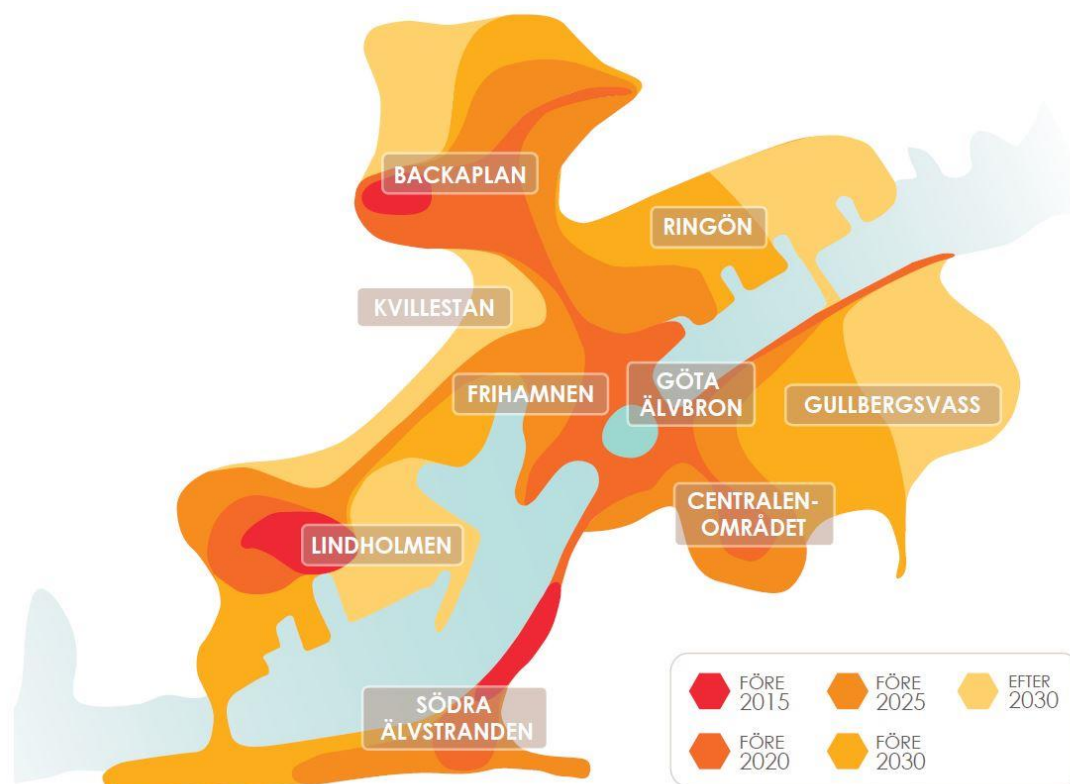 BACKAPLAN
RINGÖN
KVILLESTAN
FRIHAMNEN
GÖTA
ÄLVBRON
GULLBERGSVASS
CENTRALEN-
OMRÅDET
LINDHOLMEN
SÖDRA
ÄLVSTRANDEN
FÖRE
2015
FÖRE
2025
EFTER
2030
FÖRE
2020
FÖRE
2030